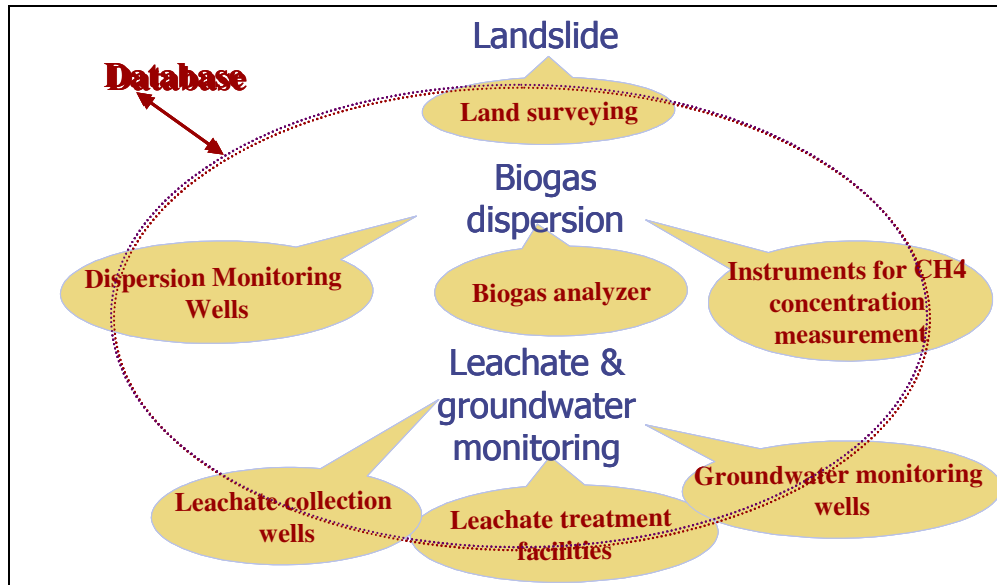 Landslide
Database
Land surveying
Biogas
dispersion
Dispersion Monitoring
Wells
Biogas analyzer
Instruments for CH4
concentration
measurement
Leachate &
groundwater
monitoring
Leachate collection
wells
Leachate treatment
facilities
Groundwater monitoring
wells